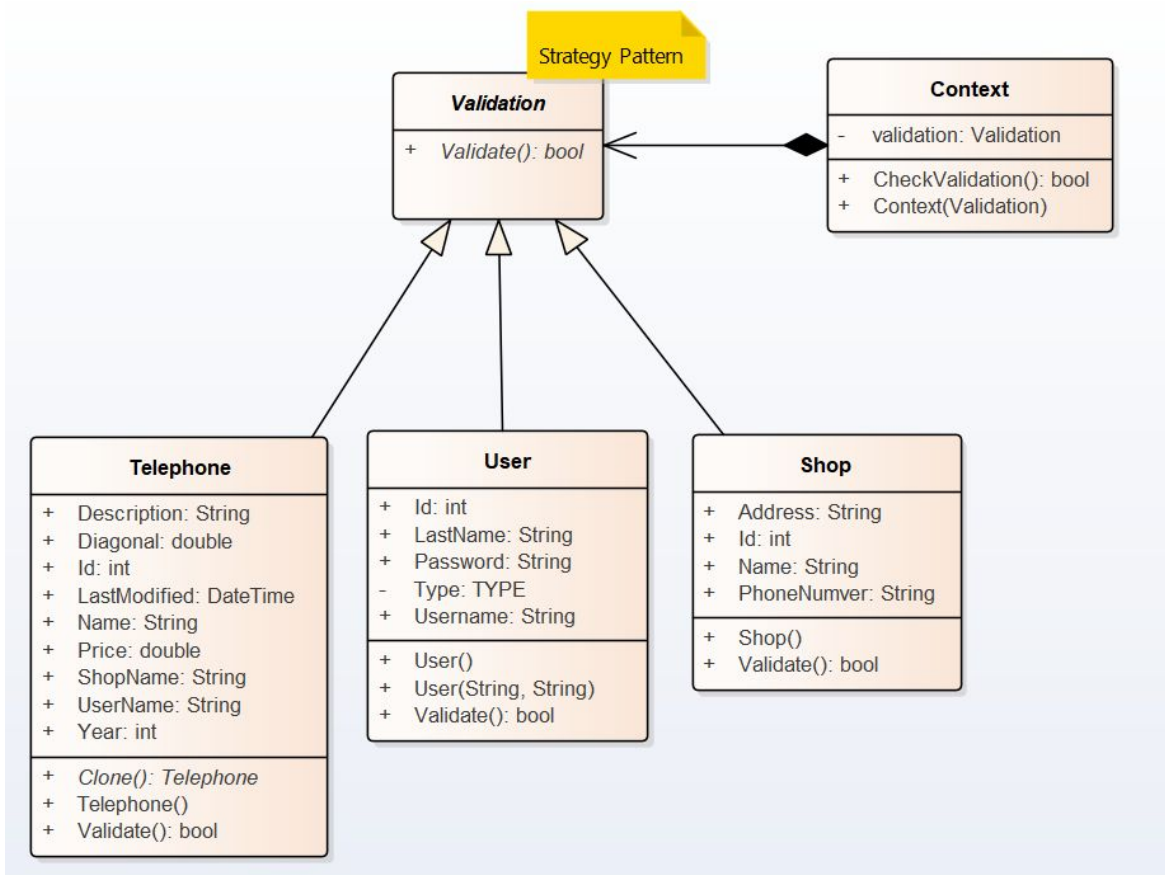 Strategy Pattern
Validation
+ Validate(): bool
Context
- validation: Validation
+ CheckValidation(): bool
+ Context(Validation)
Telephone
+ Description: String
+ Diagonal: double
+ Id: int
+ LastModified: DateTime
+ Name: String
+ Price: double
+ ShopName: String
+ UserName: String
+ Year: int
+ Clone(): Telephone
+ Telephone()
+ Validate(): bool
User
+ Id: int
+ LastName: String
+ Password: String
- Type: TYPE
+ Username: String
+ User()
+ User(String, String)
+ Validate(): bool
Shop
+ Address: String
+ Id: int
+ Name: String
+ PhoneNumver: String
+ Shop()
+ Validate(): bool